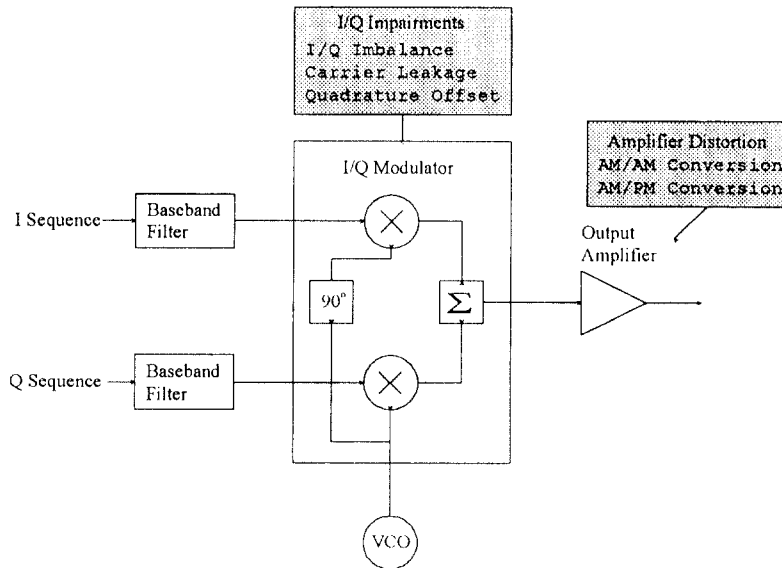 I/Q Impairments
I/Q Imbalance
Carrier Leakage
Quadrature Offset
Amplifier Distortion
AM/AM Conversion
AM/PM Conversion
I/Q Modulator
Output
Amplifier
I Sequence
Baseband
Filter
90°
Σ
Q Sequence
Baseband
Filter
VCO